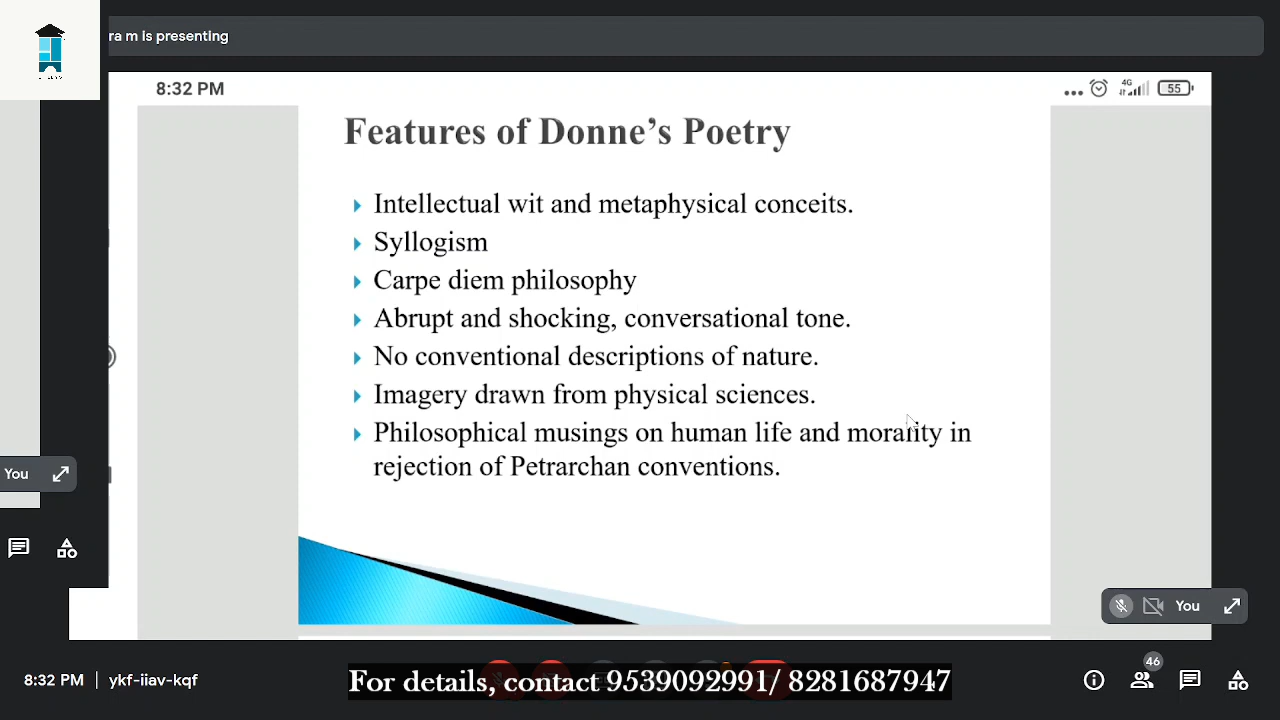 ra m is presenting
8:32 PM
4G
55
Features of Donne's Poetry
Intellectual wit and metaphysical conceits.
Syllogism
Carpe diem philosophy
Abrupt and shocking, conversational tone.
No conventional descriptions of nature.
Imagery drawn from physical sciences.
Philosophical musings on human life and morality in
rejection of Petrarchan conventions.
You
You
46
8:32 PM | ykf-iiav-kqf
For details, contact 9539092991/ 8281687947